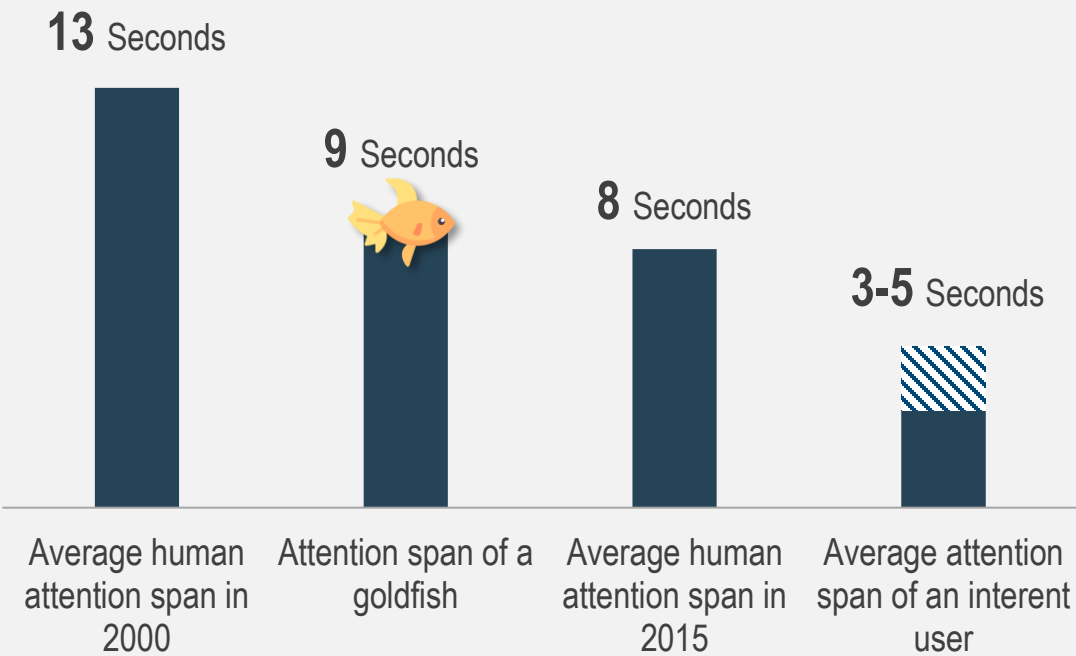 13 Seconds
9 Seconds
8 Seconds
3-5 Seconds
Average human
attention span in
2000
Attention span of a
goldfish
Average human
attention span in
2015
Average attention
span of an interent
user